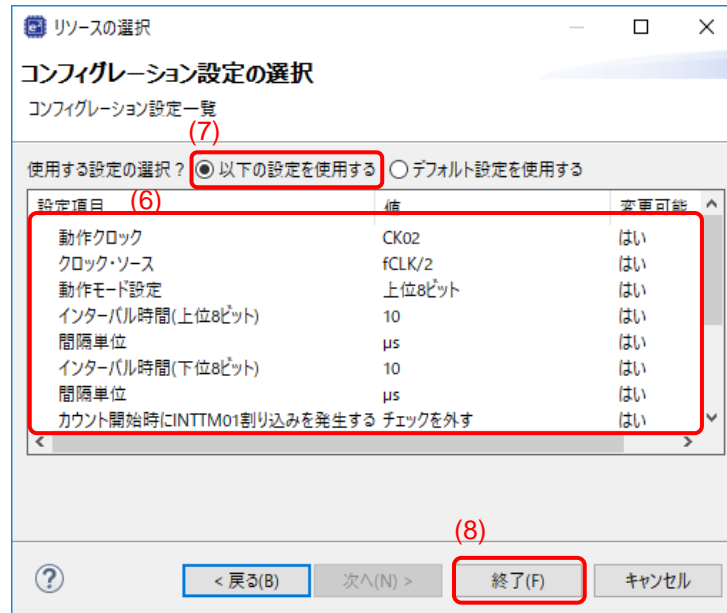 リソースの選択
コンフィグレーション設定の選択
コンフィグレーション設定一覧
(7)
使用する設定の選択？ 以下の設定を使用する デフォルト設定を使用する
(6)
設定項目 値 変更可能
動作クロック CK02 はい
クロック・ソース fCLK/2 はい
動作モード設定 上位8ビット はい
インターバル時間(上位8ビット) 10 はい
間隔単位 μs はい
インターバル時間(下位8ビット) 10 はい
間隔単位 μs はい
カウント開始時にINTTM01割り込みを発生する チェックを外す はい
(8)
< 戻る(B) 次へ(N) > 終了(F) キャンセル